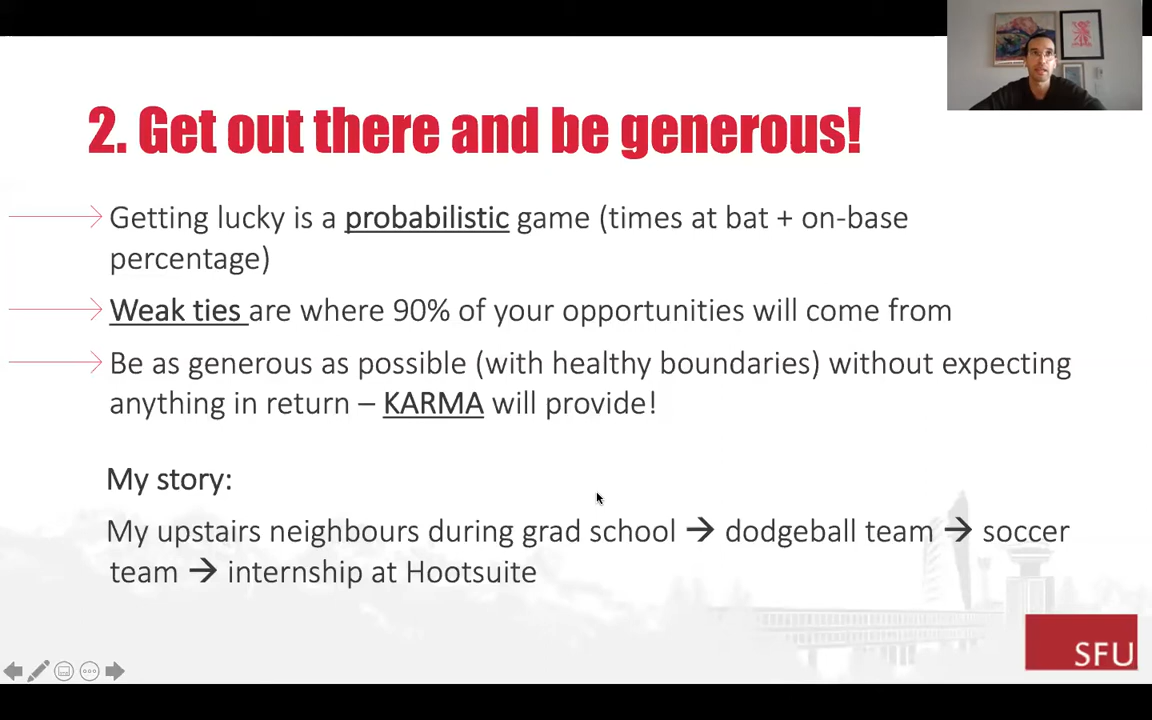 2. Get out there and be generous!
Getting lucky is a probabilistic game (times at bat + on-base
percentage)
Weak ties are where 90% of your opportunities will come from
Be as generous as possible (with healthy boundaries) without expecting
anything in return – KARMA will provide!
My story:
My upstairs neighbours during grad school → dodgeball team → soccer
team → internship at Hootsuite
SFU